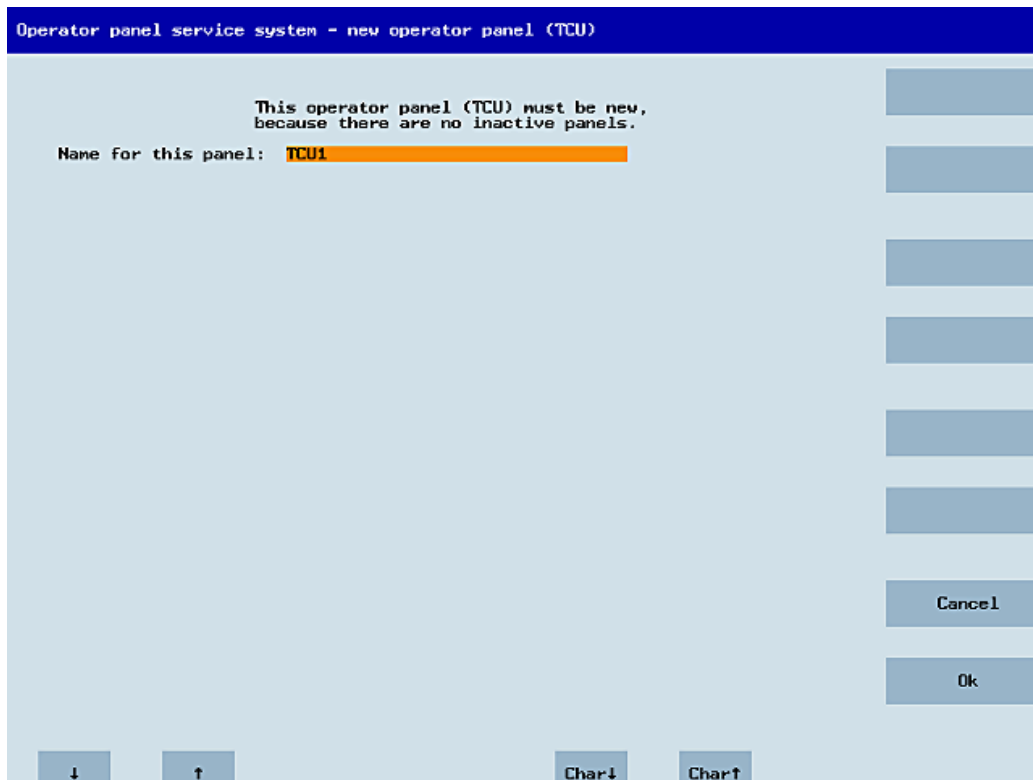 Operator panel service system - new operator panel (TCU)
This operator panel (TCU) must be new,
because there are no inactive panels.
Name for this panel: TCU1
Cancel
Ok
↓ ↑ Char↓ Char↑